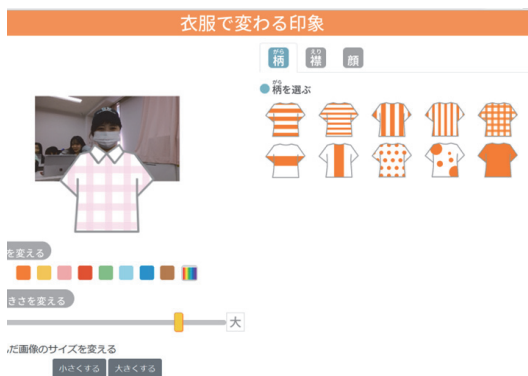 衣服で変わる印象
がら えり
柄 襟 顔
がら
柄を選ぶ
を変える
きさを変える
大
だ画像のサイズを変える
小さくする 大きくする